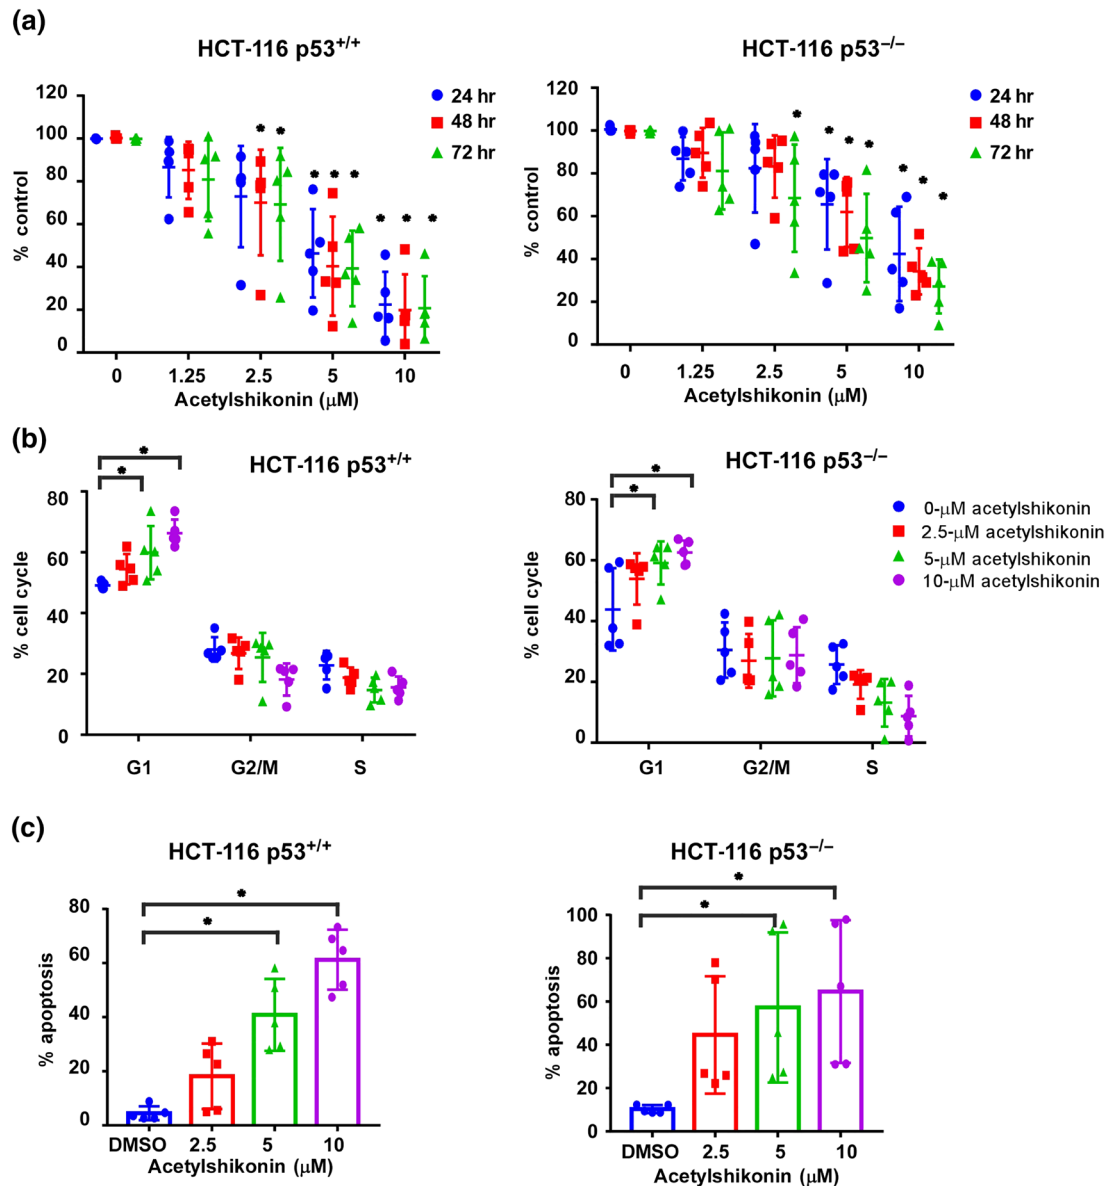 (a)
HCT-116 p53+/+
HCT-116 p53−/−
120
100
80
60
40
20
0
% control
0
1.25
2.5
5
10
Acetylshikonin (μM)
24 hr
48 hr
72 hr
* * * * * * * *
120
100
80
60
40
20
0
% control
0
1.25
2.5
5
10
Acetylshikonin (μM)
24 hr
48 hr
72 hr
* * * * * * *
(b)
HCT-116 p53+/+
HCT-116 p53−/−
*
*
80
60
40
20
0
% cell cycle
G1
G2/M
S
*
*
80
60
40
20
0
% cell cycle
G1
G2/M
S
0-μM acetylshikonin
2.5-μM acetylshikonin
5-μM acetylshikonin
10-μM acetylshikonin
(c)
HCT-116 p53+/+
HCT-116 p53−/−
*
*
80
60
40
20
0
% apoptosis
DMSO
2.5
5
10
Acetylshikonin (μM)
*
*
100
80
60
40
20
0
% apoptosis
DMSO
2.5
5
10
Acetylshikonin (μM)